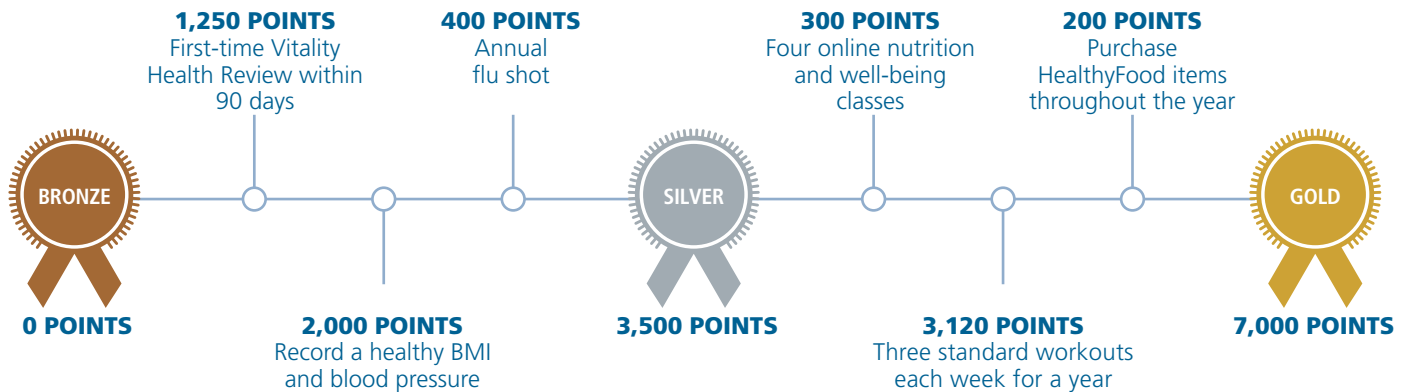 1,250 POINTS
First-time Vitality
Health Review within
90 days
400 POINTS
Annual
flu shot
300 POINTS
Four online nutrition
and well-being
classes
200 POINTS
Purchase
HealthyFood items
throughout the year
BRONZE
SILVER
GOLD
0 POINTS
2,000 POINTS
Record a healthy BMI
and blood pressure
3,500 POINTS
3,120 POINTS
Three standard workouts
each week for a year
7,000 POINTS